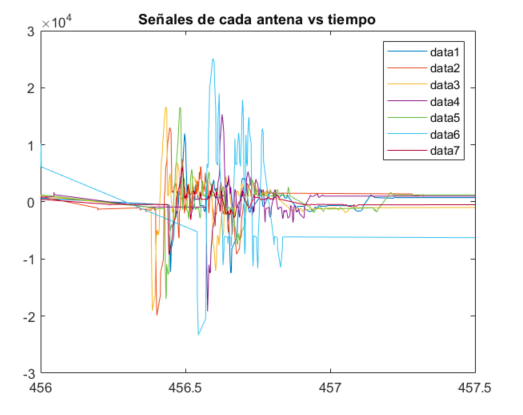 Señales de cada antena vs tiempo
×10⁴
3
2
1
0
-1
-2
-3
456
456.5
457
457.5
data1
data2
data3
data4
data5
data6
data7